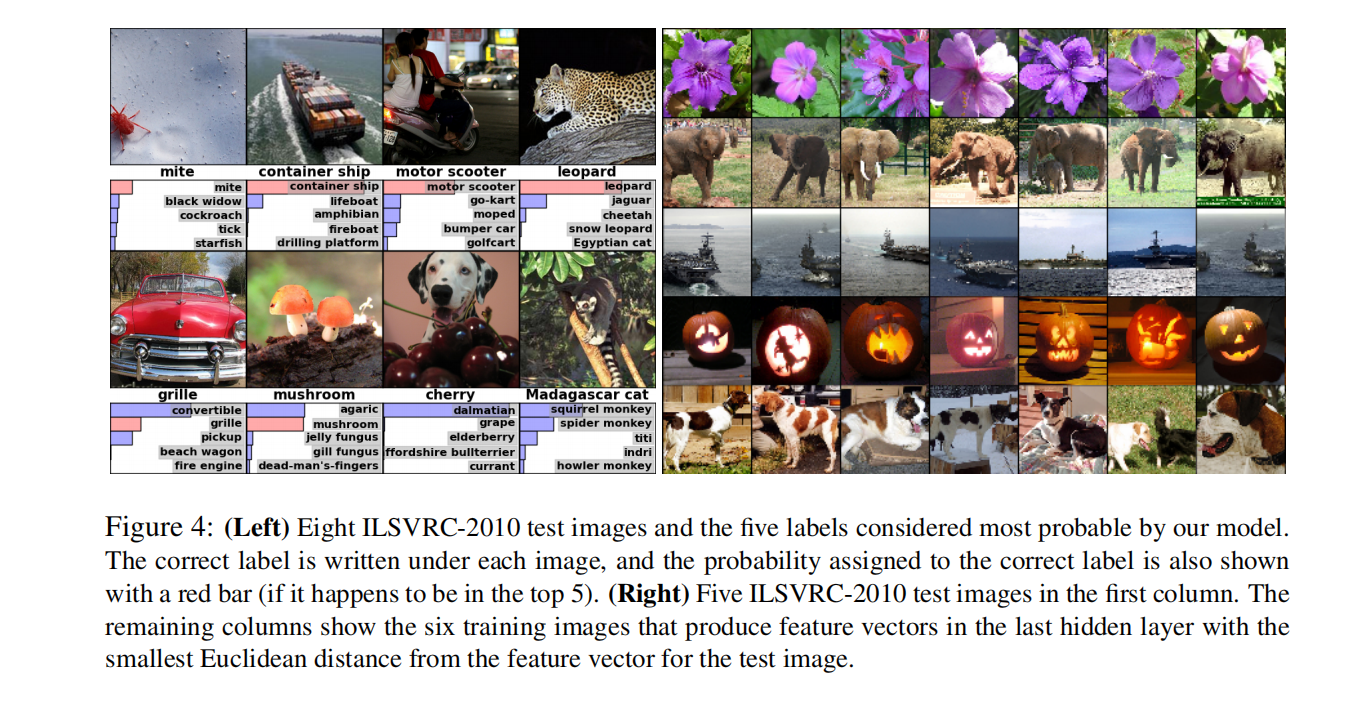 mite
container ship
motor scooter
leopard
mite
black widow
cockroach
tick
starfish
container ship
lifeboat
amphibian
fireboat
drilling platform
motor scooter
go-kart
moped
bumper car
golfcart
leopard
jaguar
cheetah
snow leopard
Egyptian cat
grille
mushroom
cherry
Madagascar cat
convertible
grille
pickup
beach wagon
fire engine
agaric
mushroom
jelly fungus
gill fungus
dead-man's-fingers
dalmatian
grape
elderberry
ffordshire bullterrier
currant
squirrel monkey
spider monkey
titi
indri
howler monkey
Figure 4: (Left) Eight ILSVRC-2010 test images and the five labels considered most probable by our model.
The correct label is written under each image, and the probability assigned to the correct label is also shown
with a red bar (if it happens to be in the top 5). (Right) Five ILSVRC-2010 test images in the first column. The
remaining columns show the six training images that produce feature vectors in the last hidden layer with the
smallest Euclidean distance from the feature vector for the test image.